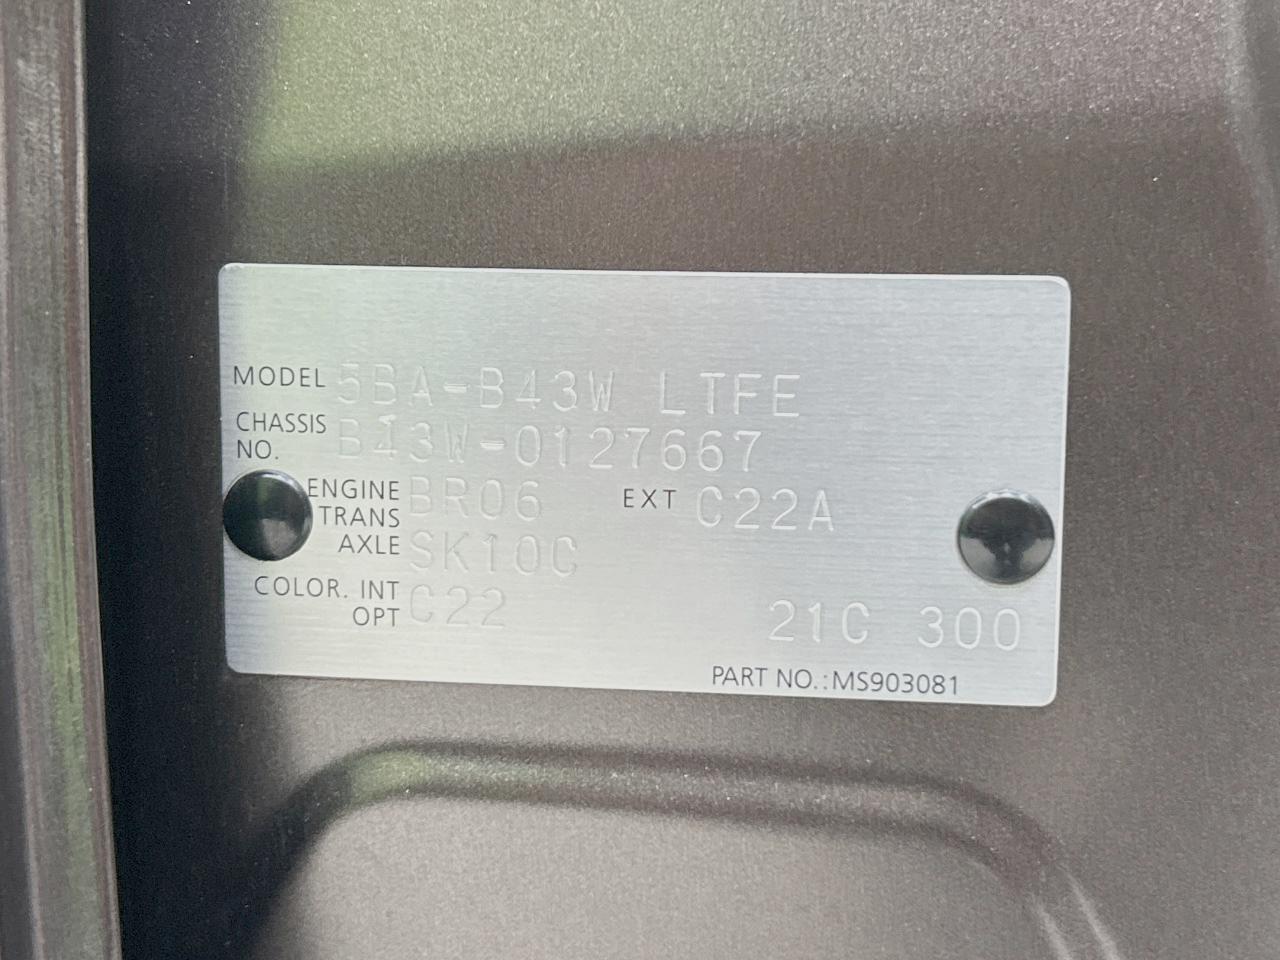 MODEL 5BA-B43W LTFE
CHASSIS NO. B43W-0127667
ENGINE BR06 EXT C22A
TRANS AXLE SK10C
COLOR. INT OPT C22
21C 300
PART NO.:MS903081